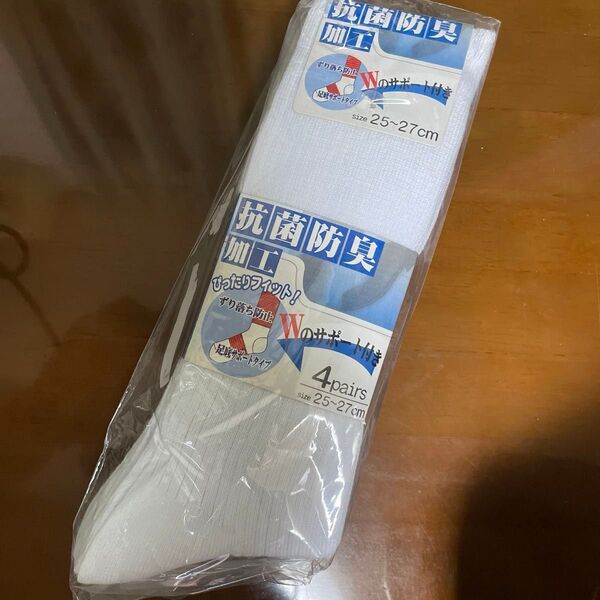 抗菌防臭
加工
ずり落ち防止
Wのサポート付き
足底サポートタイプ
size 25~27cm
抗菌防臭
加工
ぴったりフィット!
ずり落ち防止
Wのサポート付き
足底サポートタイプ
4pairs
size 25~27cm